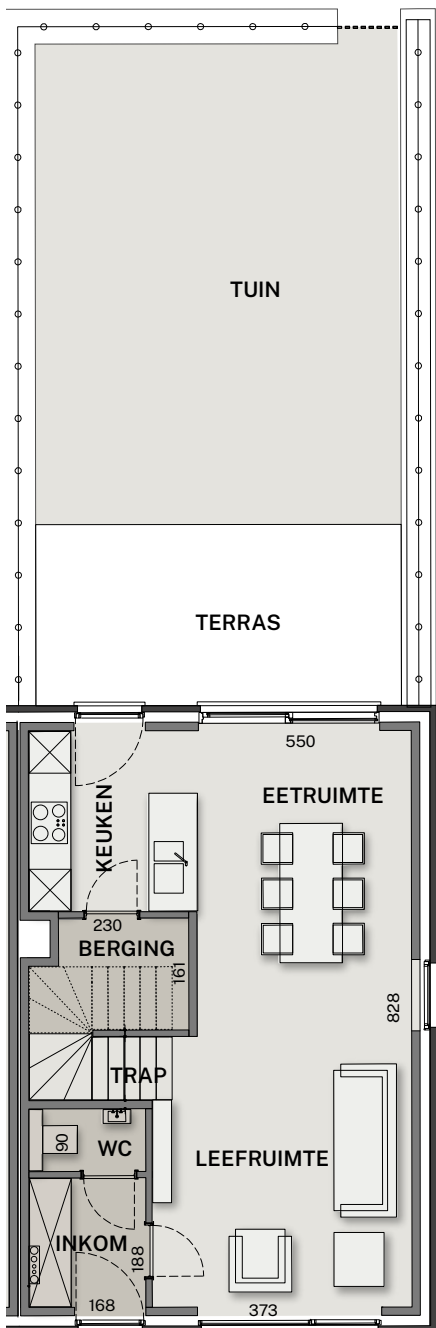 TUIN
TERRAS
550
KEUKEN
EETRUIMTE
230
BERGING
161
828
TRAP
90
WC
LEEFRUIMTE
INKOM
188
168
373